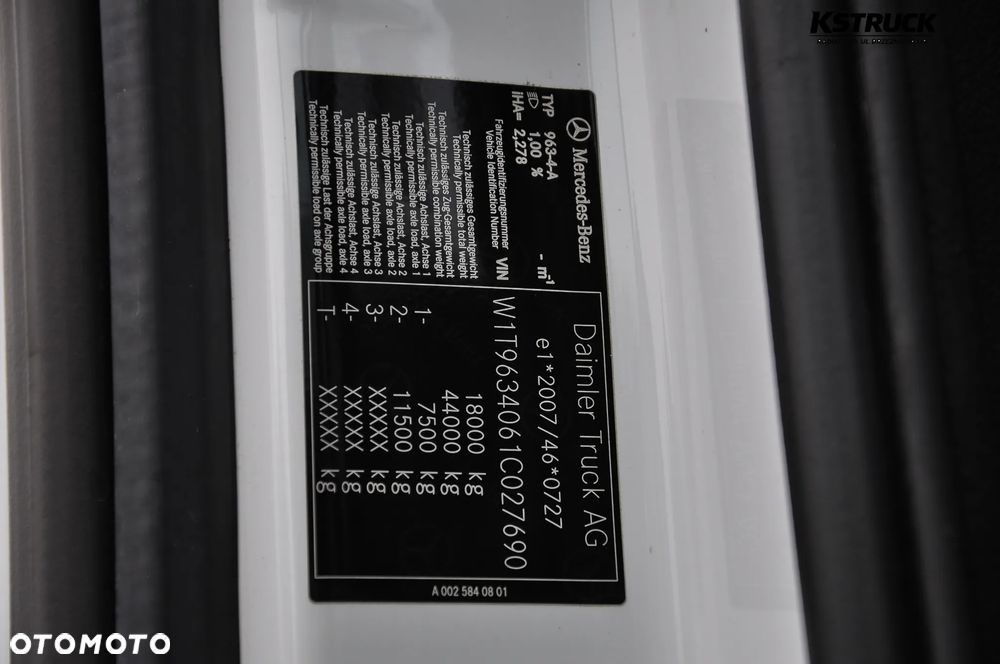 KSTRUCK
Mercedes-Benz
TYP 963-4-A
1,00 % - m-1
iHA= 2,278
Daimler Truck AG
e1*2007/46*0727
Fahrzeugidentifizierungsnummer
Vehicle Identification Number VIN W1T9634061C027690
Technisch zulässiges Gesamtgewicht
Technically permissible total weight 18000 kg
Technisch zulässiges Zug-Gesamtgewicht
Technically permissible combination weight 44000 kg
Technisch zulässige Achslast, Achse 1
Technically permissible axle load, axle 1 1- 7500 kg
Technisch zulässige Achslast, Achse 2
Technically permissible axle load, axle 2 2- 11500 kg
Technisch zulässige Achslast, Achse 3
Technically permissible axle load, axle 3 3- XXXXX kg
Technisch zulässige Achslast, Achse 4
Technically permissible axle load, axle 4 4- XXXXX kg
Technisch zulässige Last der Achsgruppe
Technically permissible load on axle group T- XXXXX kg
A 002 584 08 01
OTOMOTO